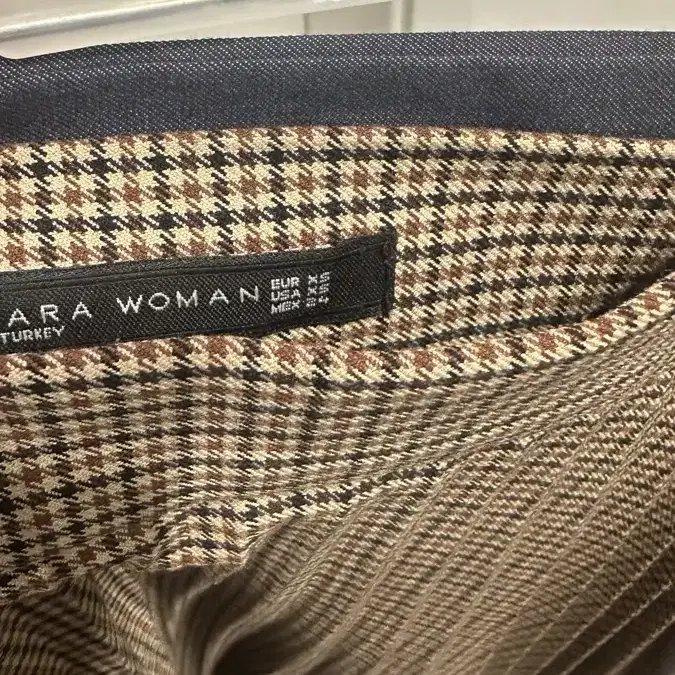 ARA WOMAN
TURKEY
EUR XS
USA XS
MEX 24